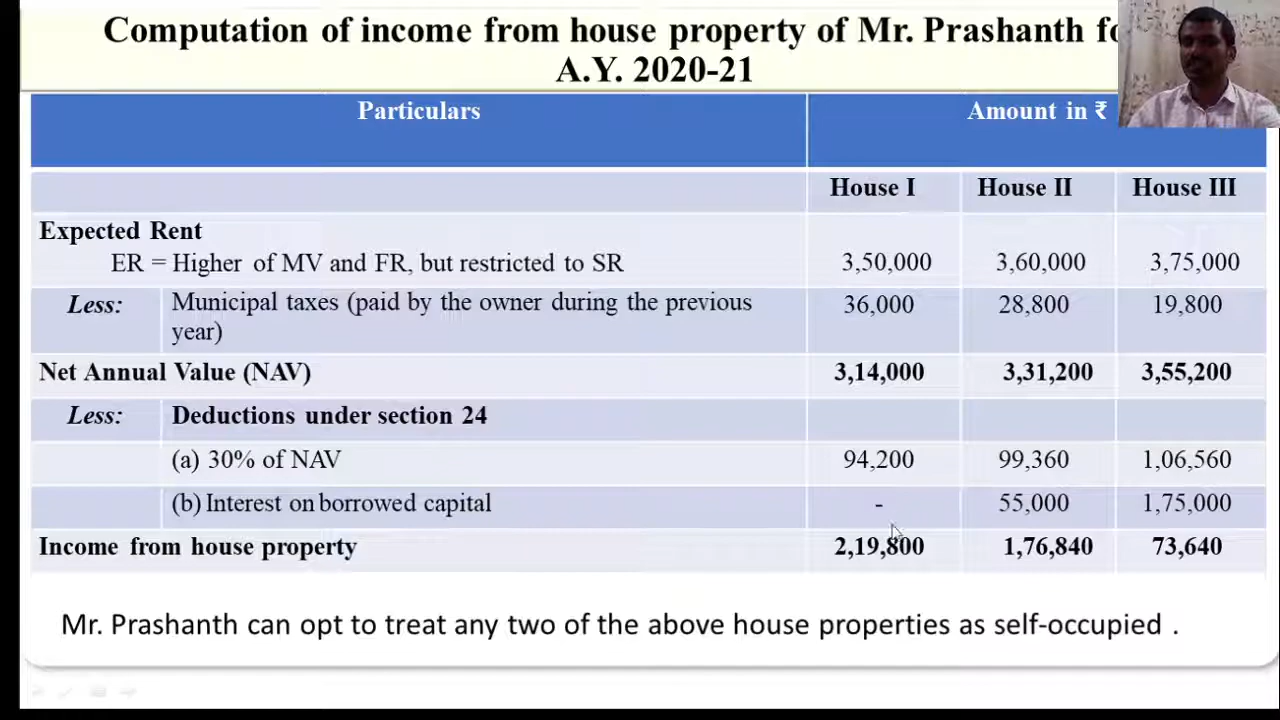 Computation of income from house property of Mr. Prashanth
A.Y. 2020-21
Particulars Amount in ₹
House I House II House III
Expected Rent
ER = Higher of MV and FR, but restricted to SR 3,50,000 3,60,000 3,75,000
Less: Municipal taxes (paid by the owner during the previous 36,000 28,800 19,800
year)
Net Annual Value (NAV) 3,14,000 3,31,200 3,55,200
Less: Deductions under section 24
(a) 30% of NAV 94,200 99,360 1,06,560
(b) Interest on borrowed capital - 55,000 1,75,000
Income from house property 2,19,800 1,76,840 73,640
Mr. Prashanth can opt to treat any two of the above house properties as self-occupied .